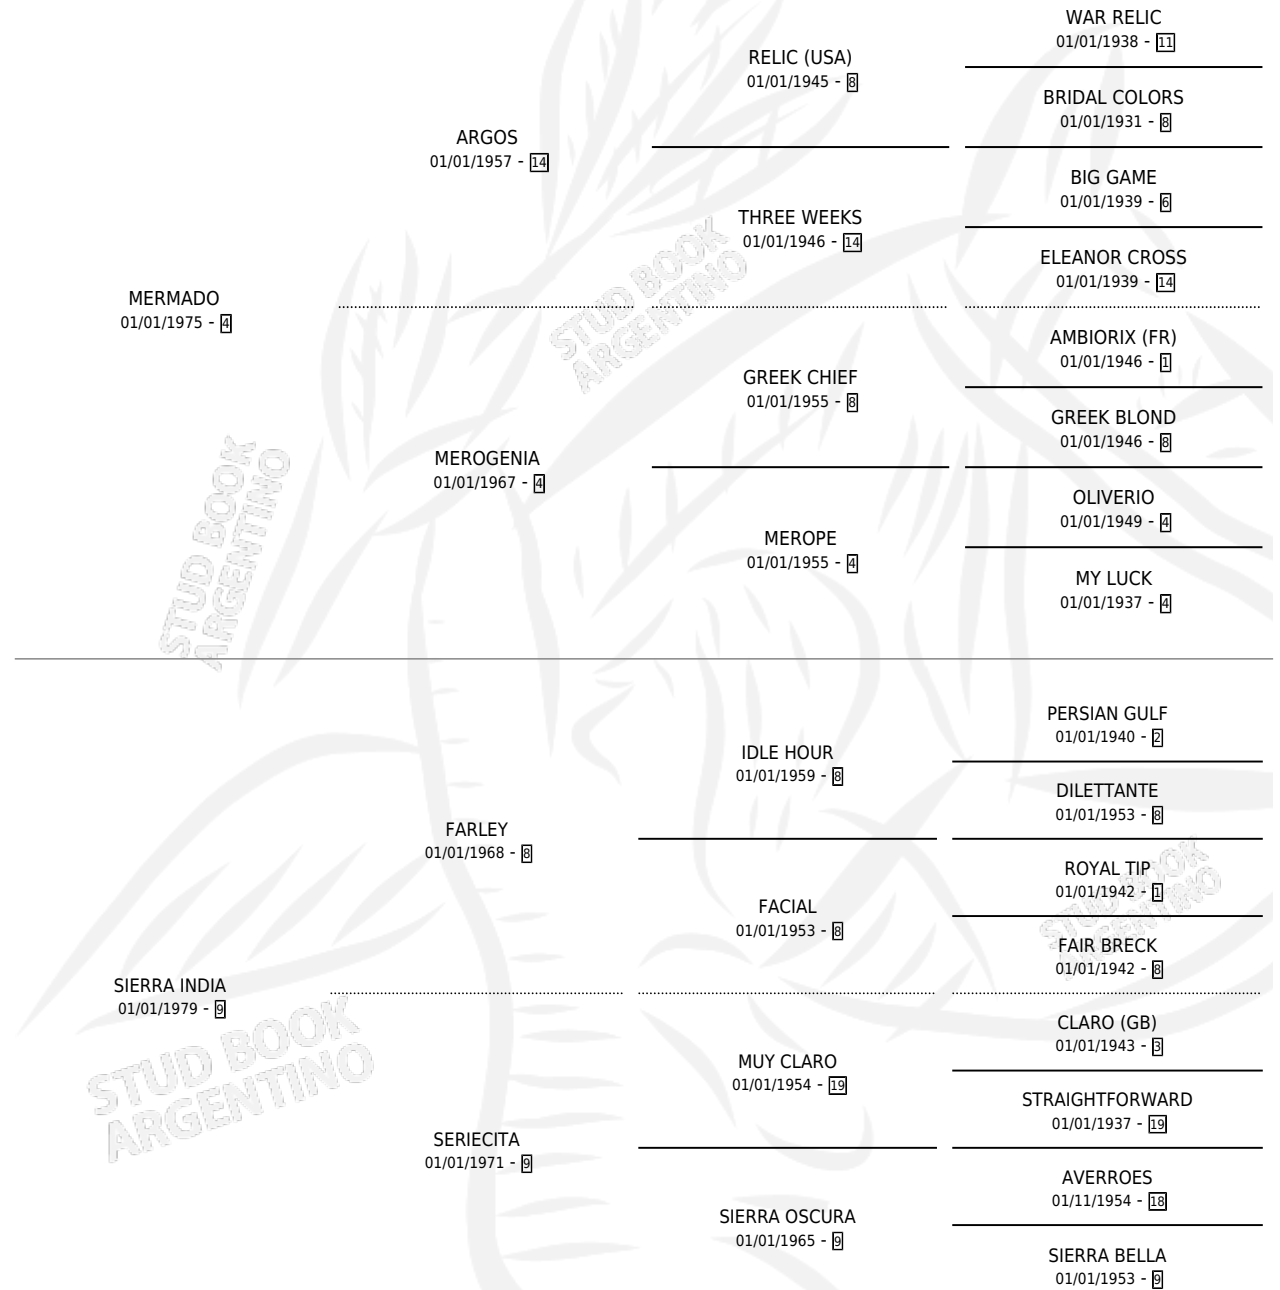 WAR RELIC
01/01/1938 - 11
RELIC (USA)
01/01/1945 - 8
BRIDAL COLORS
01/01/1931 - 8
ARGOS
01/01/1957 - 14
BIG GAME
01/01/1939 - 6
THREE WEEKS
01/01/1946 - 14
ELEANOR CROSS
01/01/1939 - 14
MERMADO
01/01/1975 - 4
STUD BOOK
ARGENTINO
AMBIORIX (FR)
01/01/1946 - 1
GREEK CHIEF
01/01/1955 - 8
GREEK BLOND
01/01/1946 - 8
MEROGENIA
01/01/1967 - 4
OLIVERIO
01/01/1949 - 4
MEROPE
01/01/1955 - 4
MY LUCK
01/01/1937 - 4
STUD BOOK
ARGENTINO
PERSIAN GULF
01/01/1940 - 2
IDLE HOUR
01/01/1959 - 8
DILETTANTE
01/01/1953 - 8
FARLEY
01/01/1968 - 8
ROYAL TIP
01/01/1942 - 1
STUD BOOK
ARGENTINO
FACIAL
01/01/1953 - 8
FAIR BRECK
01/01/1942 - 8
SIERRA INDIA
01/01/1979 - 9
CLARO (GB)
01/01/1943 - 3
STUD BOOK
ARGENTINO
MUY CLARO
01/01/1954 - 19
STRAIGHTFORWARD
01/01/1937 - 19
SERIECITA
01/01/1971 - 9
AVERROES
01/11/1954 - 18
SIERRA OSCURA
01/01/1965 - 9
SIERRA BELLA
01/01/1953 - 9